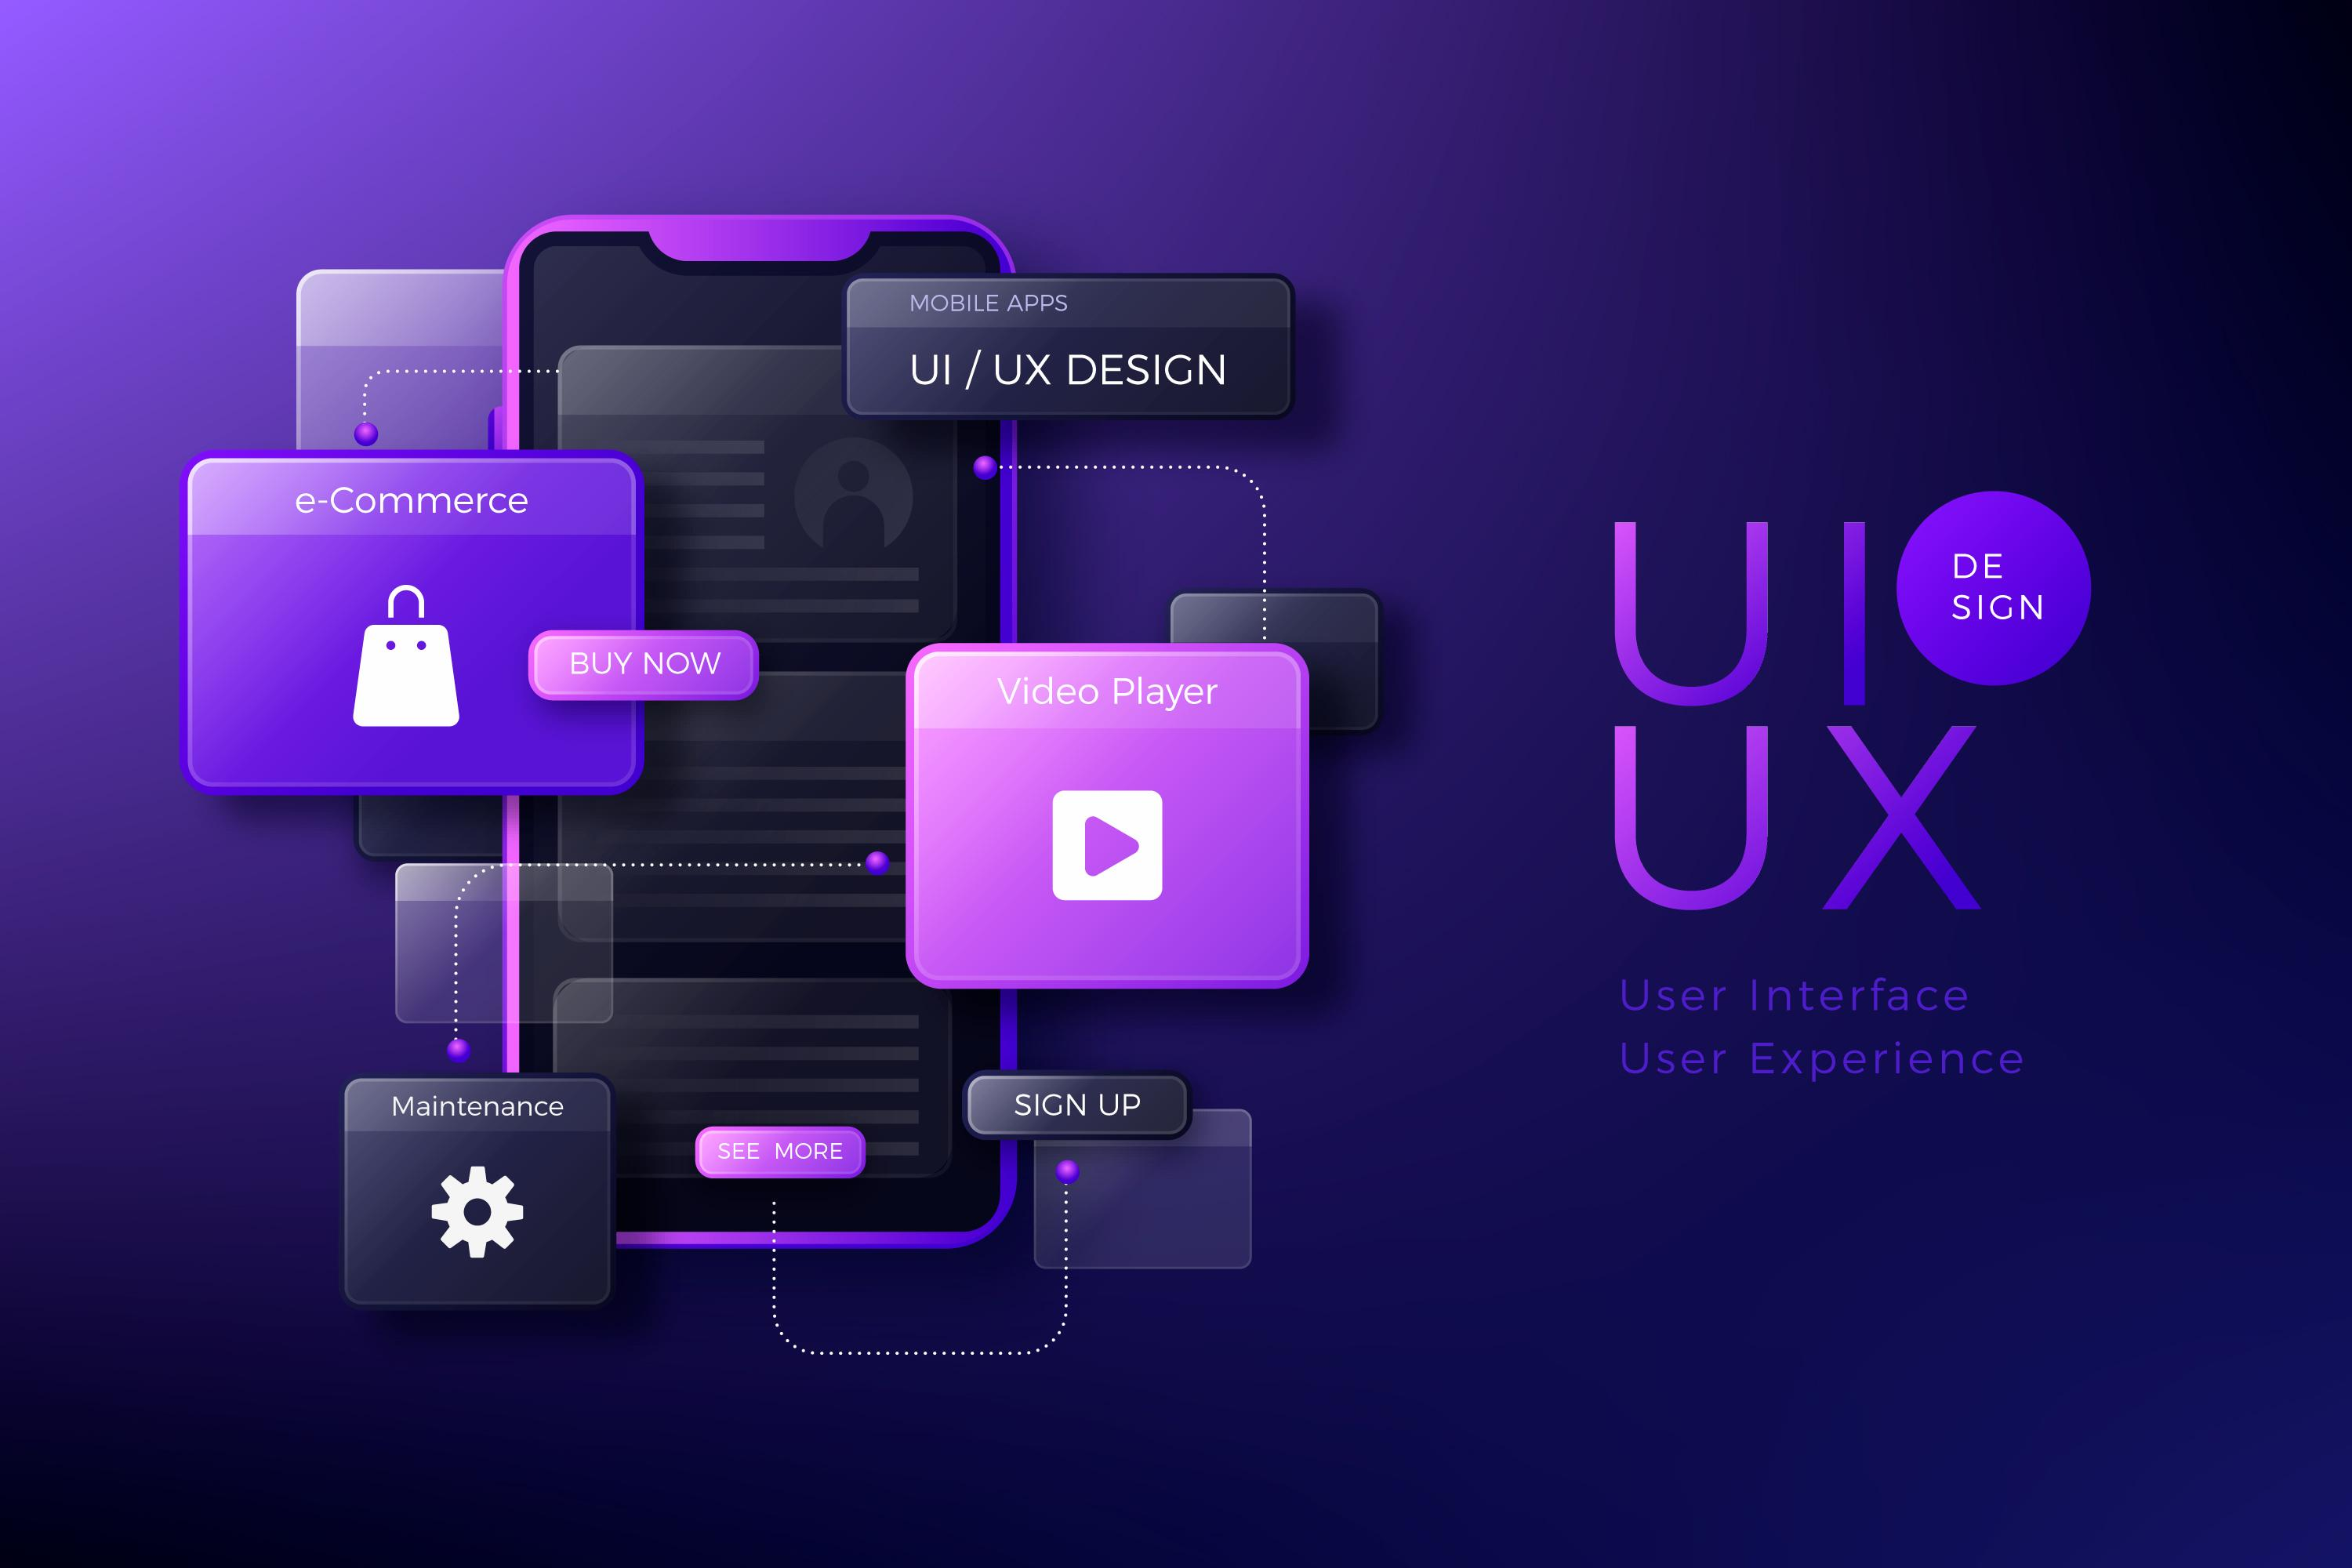 MOBILE APPS
UI / UX DESIGN
e-Commerce
BUY NOW
Video Player
Maintenance
SEE MORE
SIGN UP
UI
DE
SIGN
UX
User Interface
User Experience